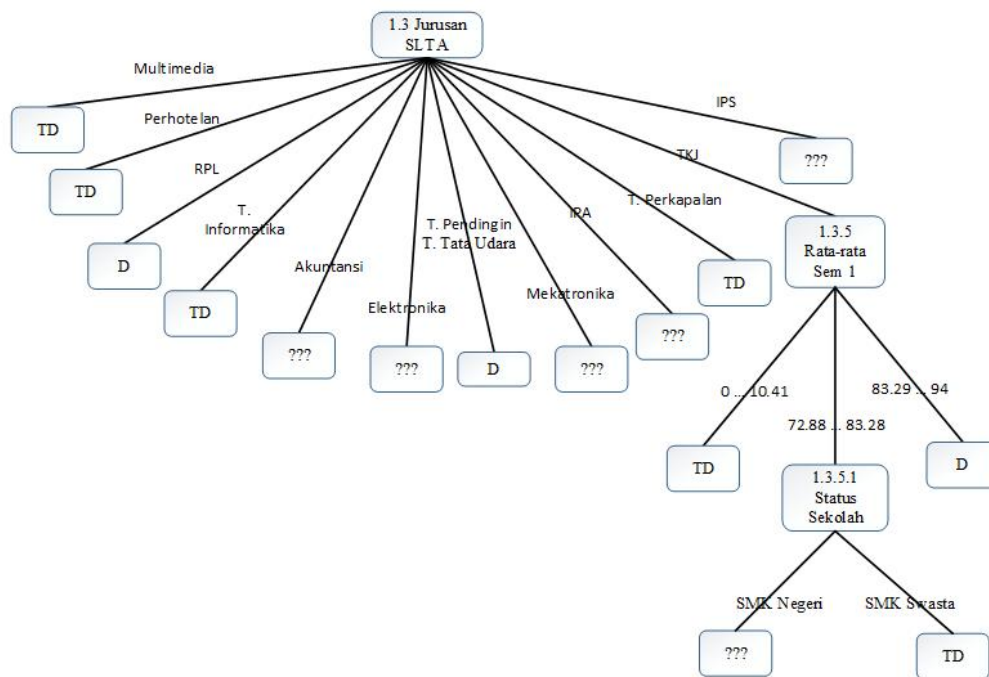 1.3 Jurusan
SLTA
Multimedia
IPS
TD
Perhotelan
???
TKJ
RPL
TD
T. Perkapalan
IPA
T.
Informatika
T. Pendingin
T. Tata Udara
1.3.5
Rata-rata
Sem 1
D
Akuntansi
TD
TD
Mekatronika
Elektronika
???
???
???
D
???
0 ... 10.41
83.29 ... 94
72.88 ... 83.28
TD
D
1.3.5.1
Status
Sekolah
SMK Negeri
SMK Swasta
???
TD